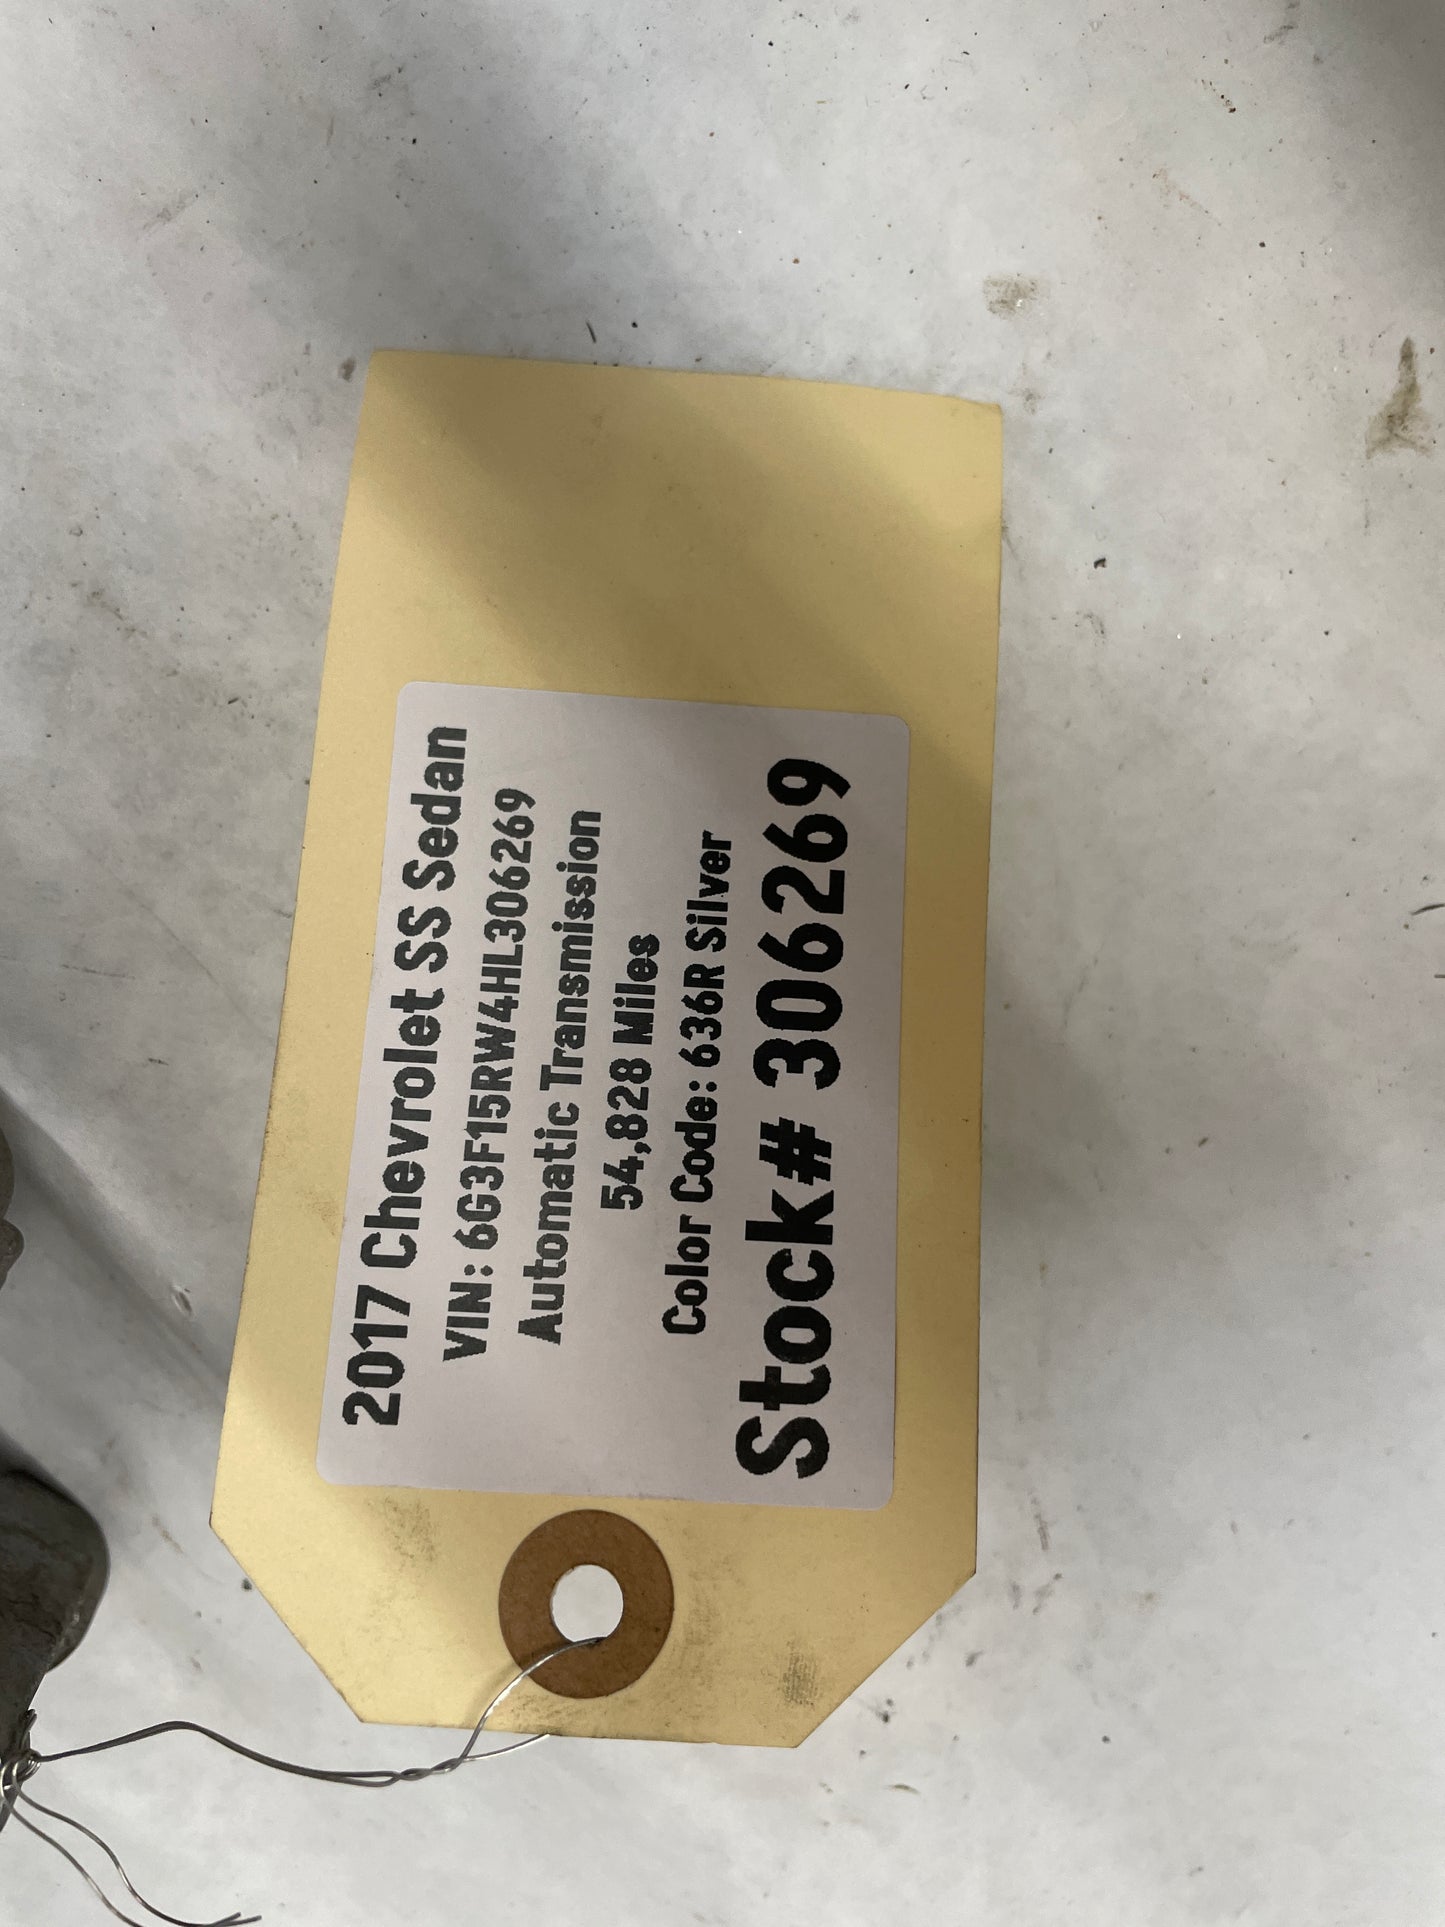 2017 Chevrolet SS Sedan
VIN: 6G3F15RW4HL306269
Automatic Transmission
54,828 Miles
Color Code: 636R Silver
Stock# 306269